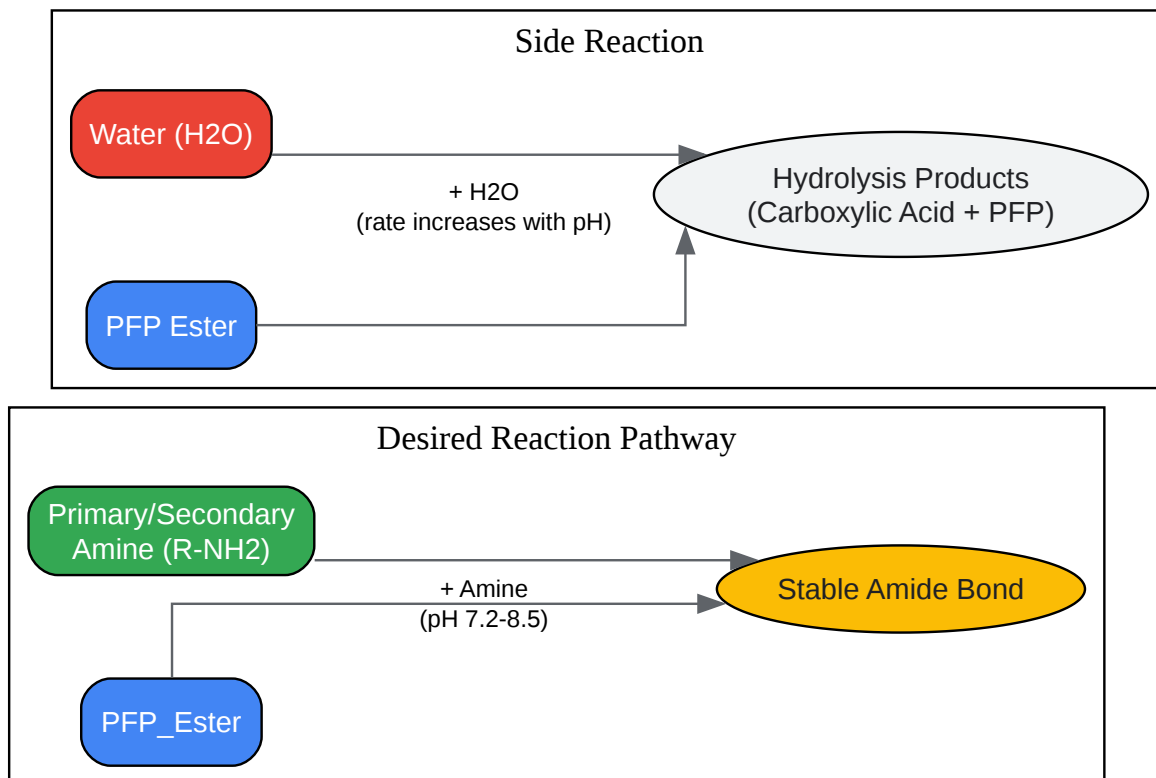 Side Reaction
Water (H2O)
+ H2O
(rate increases with pH)
Hydrolysis Products
(Carboxylic Acid + PFP)
PFP Ester
Desired Reaction Pathway
Primary/Secondary
Amine (R-NH2)
+ Amine
(pH 7.2-8.5)
Stable Amide Bond
PFP_Ester